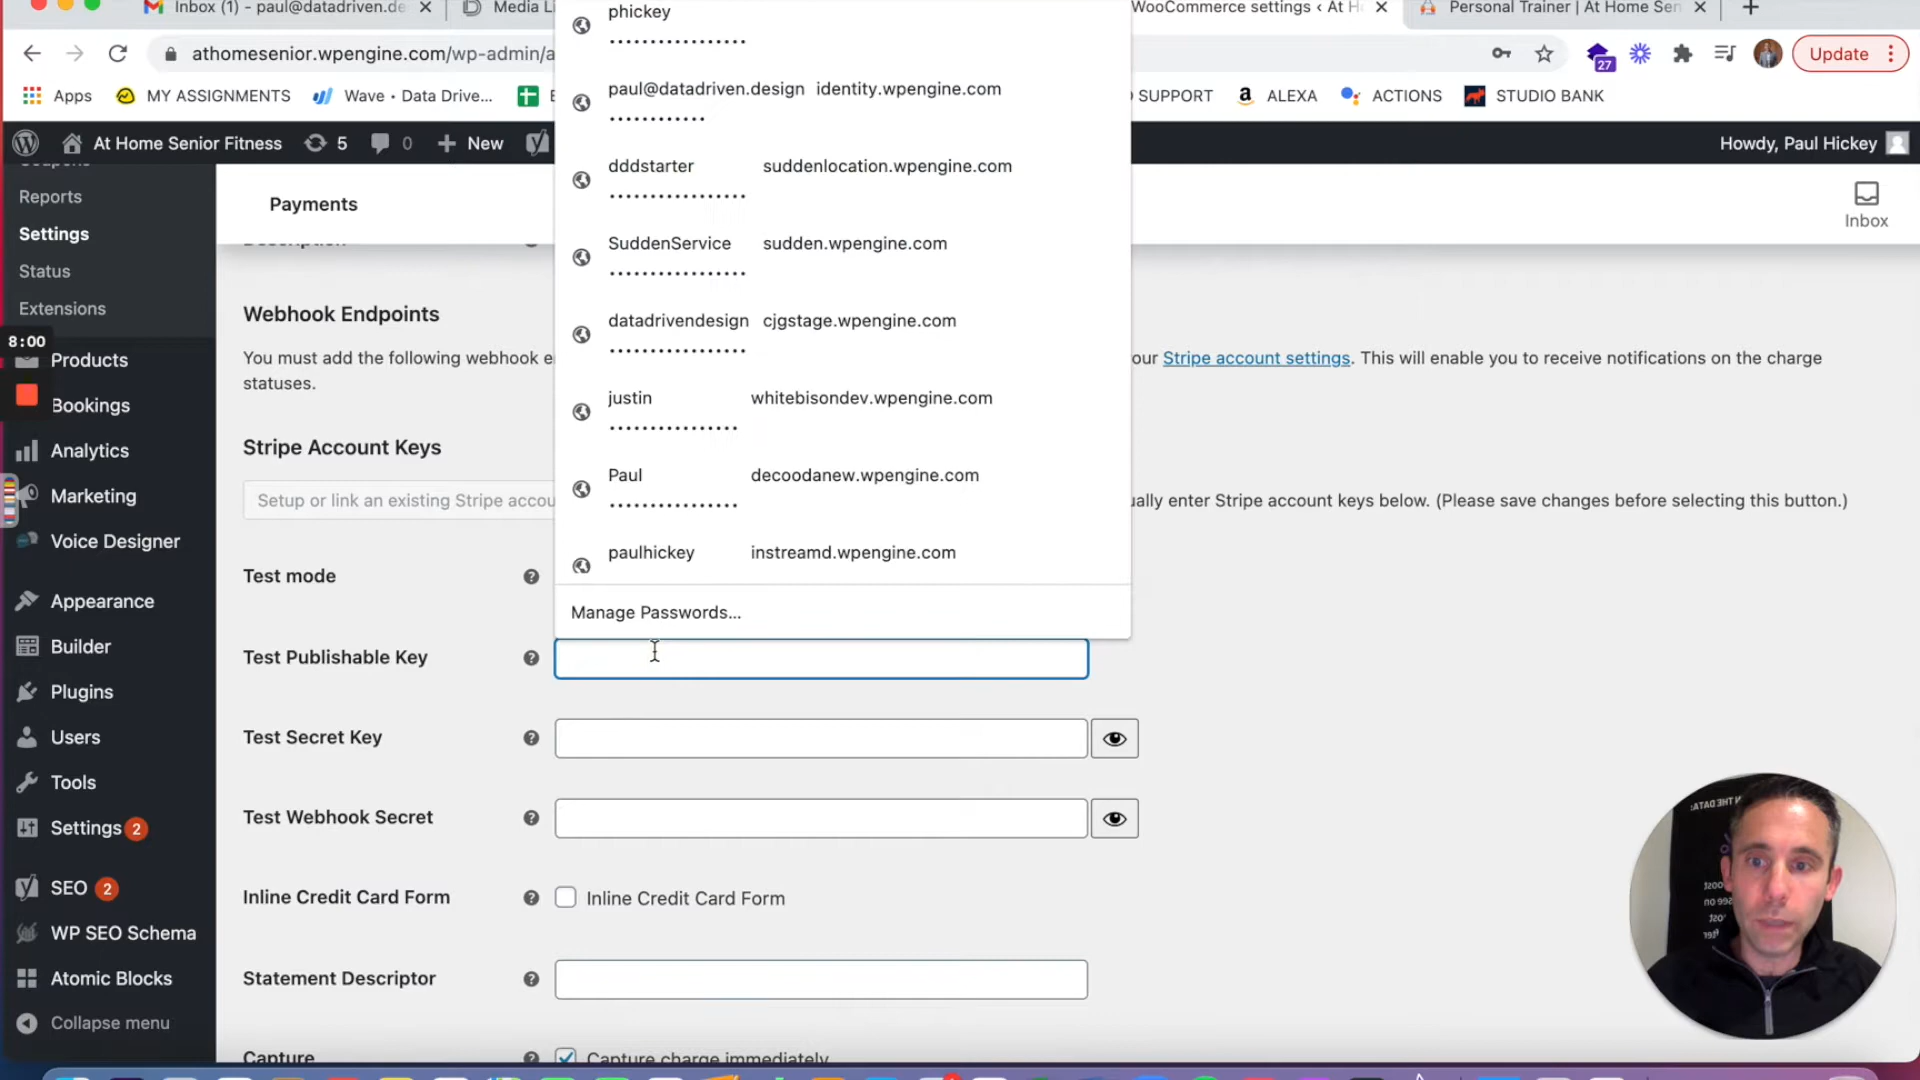 Inbox (1) - paul@datadriven.de
Media Li
WooCommerce settings ‹ At H
Personal Trainer | At Home Sen
athomesenior.wpengine.com/wp-admin/a
27
Update
Apps
MY ASSIGNMENTS
Wave • Data Drive...
SUPPORT
ALEXA
ACTIONS
STUDIO BANK
At Home Senior Fitness
5
0
New
Howdy, Paul Hickey
Coupons
Reports
Settings
Status
Extensions
8:00
Products
Bookings
Analytics
Marketing
Voice Designer
Appearance
Builder
Plugins
Users
Tools
Settings 2
SEO 2
WP SEO Schema
Atomic Blocks
Collapse menu
Payments
Inbox
Description
Webhook Endpoints
You must add the following webhook e
our Stripe account settings. This will enable you to receive notifications on the charge
statuses.
Stripe Account Keys
Setup or link an existing Stripe accou
ually enter Stripe account keys below. (Please save changes before selecting this button.)
Test mode
Test Publishable Key
Test Secret Key
Test Webhook Secret
Inline Credit Card Form
Inline Credit Card Form
Statement Descriptor
Capture
Capture charge immediately
phickey
paul@datadriven.design identity.wpengine.com
dddstarter suddenlocation.wpengine.com
SuddenService sudden.wpengine.com
datadrivendesign cjgstage.wpengine.com
justin whitebisondev.wpengine.com
Paul decoodanew.wpengine.com
paulhickey instreamd.wpengine.com
Manage Passwords...